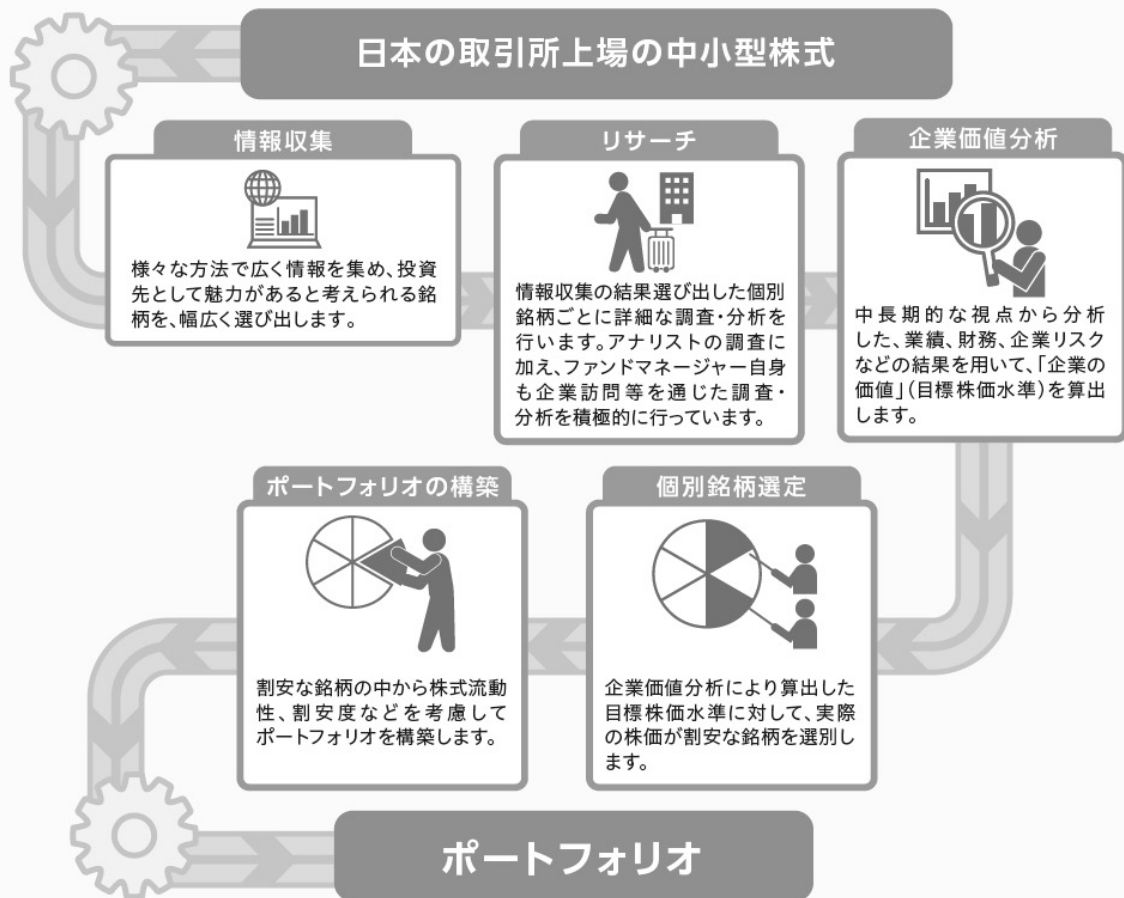 日本の取引所上場の中小型株式
情報収集
様々な方法で広く情報を集め、投資
先として魅力があると考えられる銘
柄を、幅広く選び出します。
リサーチ
情報収集の結果選び出した個別
銘柄ごとに詳細な調査・分析を
行います。アナリストの調査に
加え、ファンドマネージャー自身
も企業訪問等を通じた調査・
分析を積極的に行っています。
企業価値分析
中長期的な視点から分析
した、業績、財務、企業リスク
などの結果を用いて、「企業の
価値」(目標株価水準)を算出
します。
個別銘柄選定
企業価値分析により算出した
目標株価水準に対して、実際
の株価が割安な銘柄を選別し
ます。
ポートフォリオの構築
割安な銘柄の中から株式流動
性、割安度などを考慮して
ポートフォリオを構築します。
ポートフォリオ